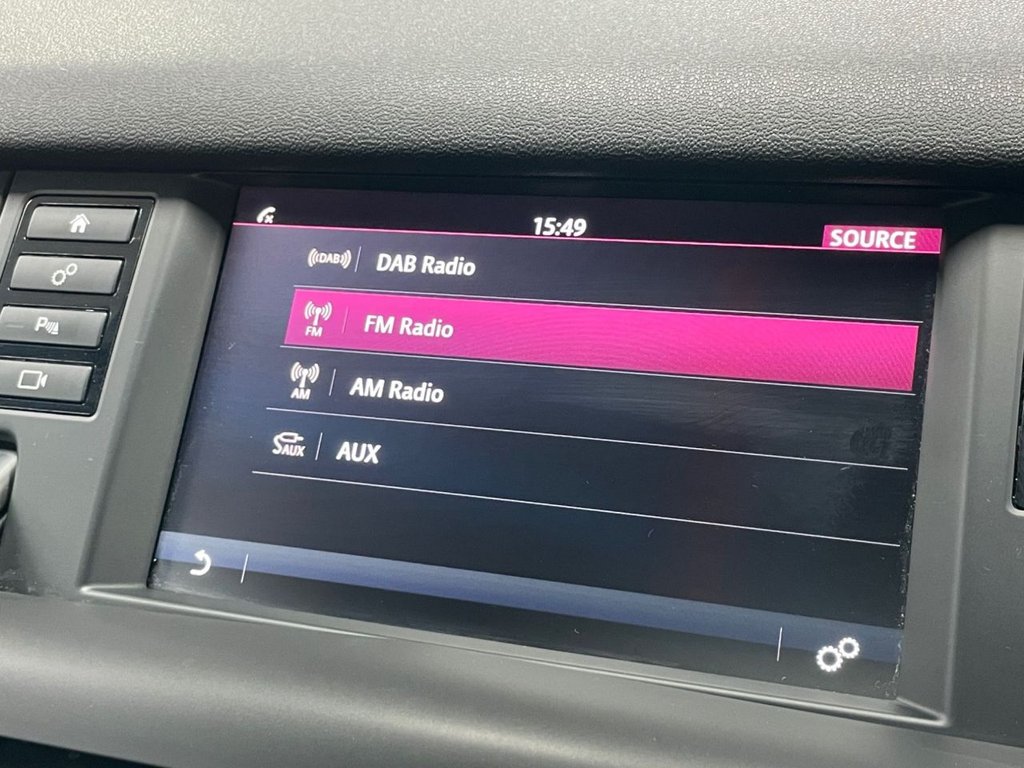 15:49
SOURCE
(((DAB))) DAB Radio
FM FM Radio
AM AM Radio
AUX AUX
P